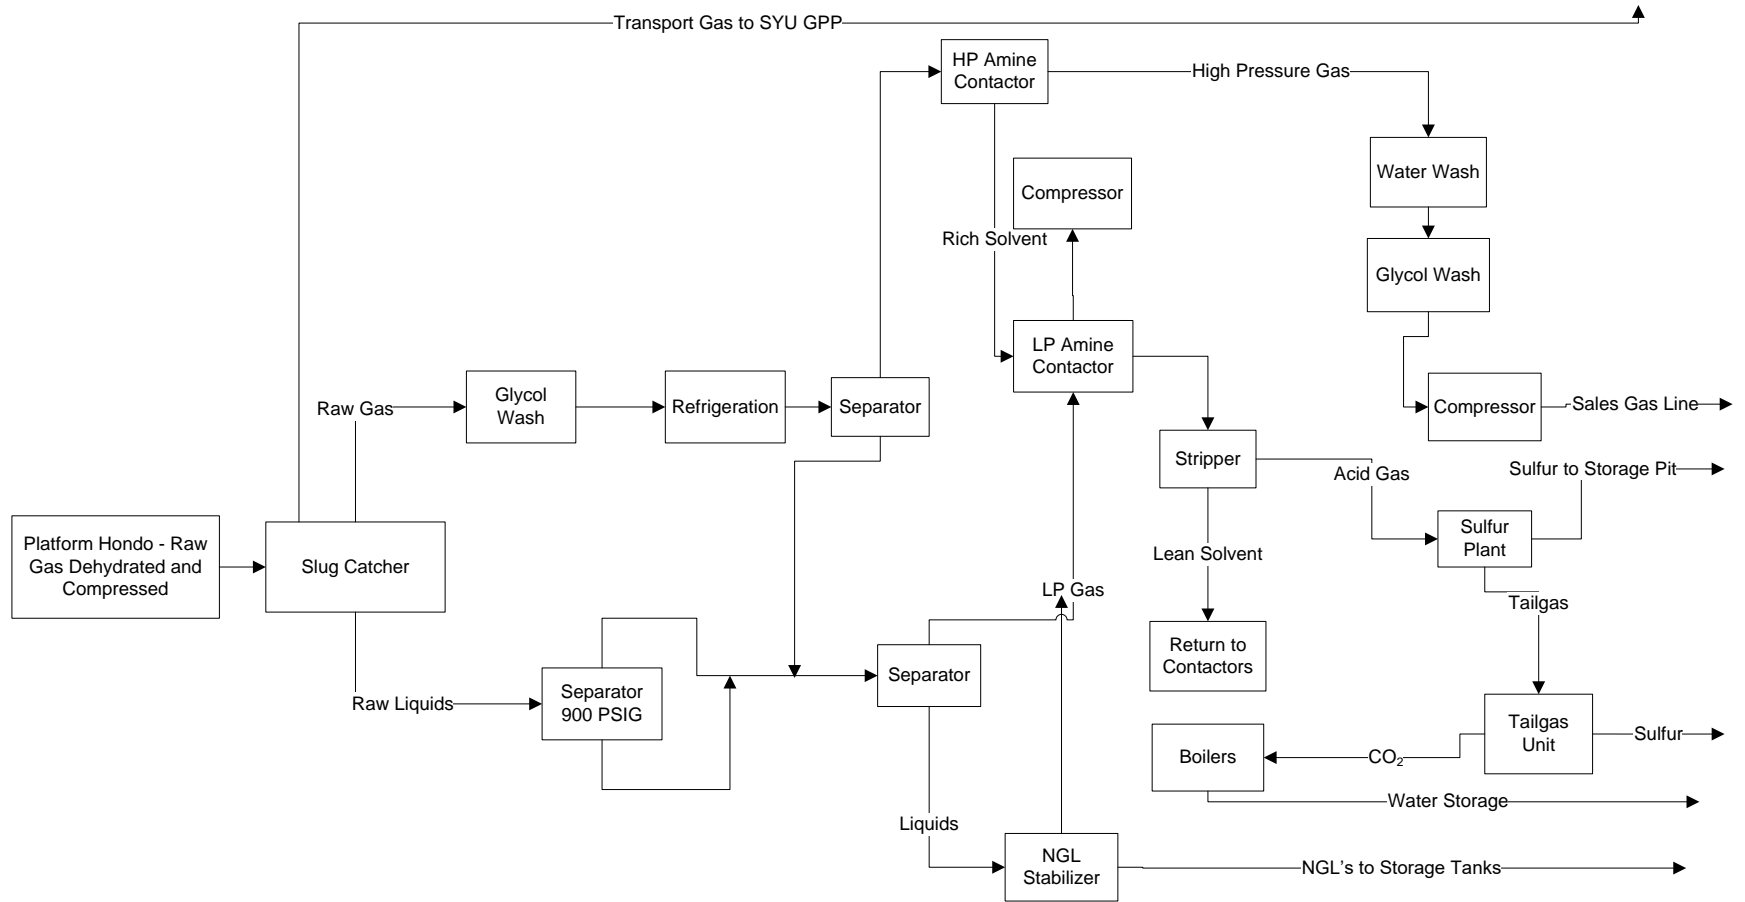 Transport Gas to SYU GPP
HP Amine
Contactor
High Pressure Gas
Water Wash
Compressor
Rich Solvent
Glycol Wash
LP Amine
Contactor
Raw Gas
Glycol
Wash
Refrigeration
Separator
Compressor
Sales Gas Line
Stripper
Acid Gas
Sulfur to Storage Pit
Platform Hondo - Raw
Gas Dehydrated and
Compressed
Slug Catcher
Sulfur
Plant
Lean Solvent
LP Gas
Tailgas
Return to
Contactors
Separator
900 PSIG
Raw Liquids
Separator
Tailgas
Unit
Sulfur
Boilers
CO₂
Water Storage
Liquids
NGL
Stabilizer
NGL's to Storage Tanks